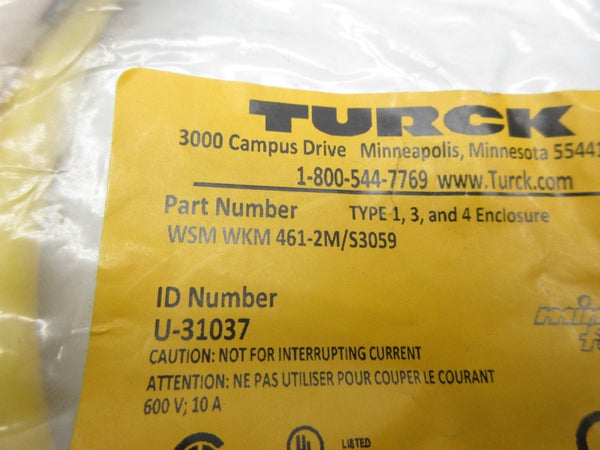 TURCK
3000 Campus Drive Minneapolis, Minnesota 55441
1-800-544-7769 www.Turck.com
Part Number TYPE 1, 3, and 4 Enclosure
WSM WKM 461-2M/S3059
ID Number
U-31037
CAUTION: NOT FOR INTERRUPTING CURRENT
ATTENTION: NE PAS UTILISER POUR COUPER LE COURANT
600 V; 10 A
UL LISTED